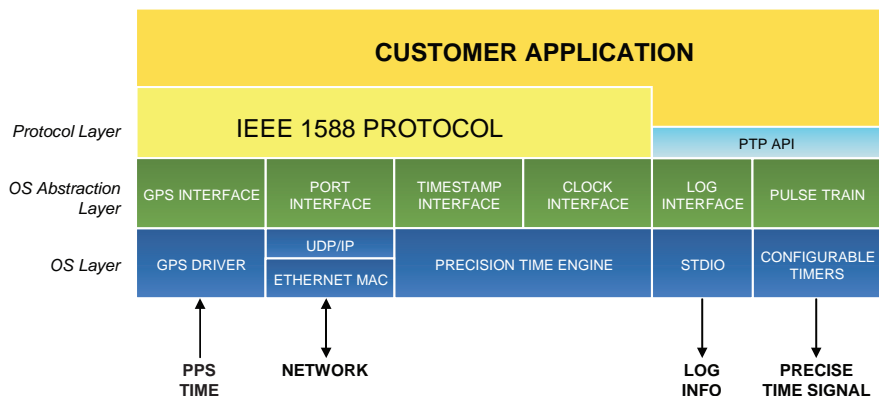 CUSTOMER APPLICATION
Protocol Layer
IEEE 1588 PROTOCOL
PTP API
OS Abstraction
Layer
GPS INTERFACE
PORT
INTERFACE
TIMESTAMP
INTERFACE
CLOCK
INTERFACE
LOG
INTERFACE
PULSE TRAIN
OS Layer
GPS DRIVER
UDP/IP
ETHERNET MAC
PRECISION TIME ENGINE
STDIO
CONFIGURABLE
TIMERS
PPS
TIME
NETWORK
LOG
INFO
PRECISE
TIME SIGNAL